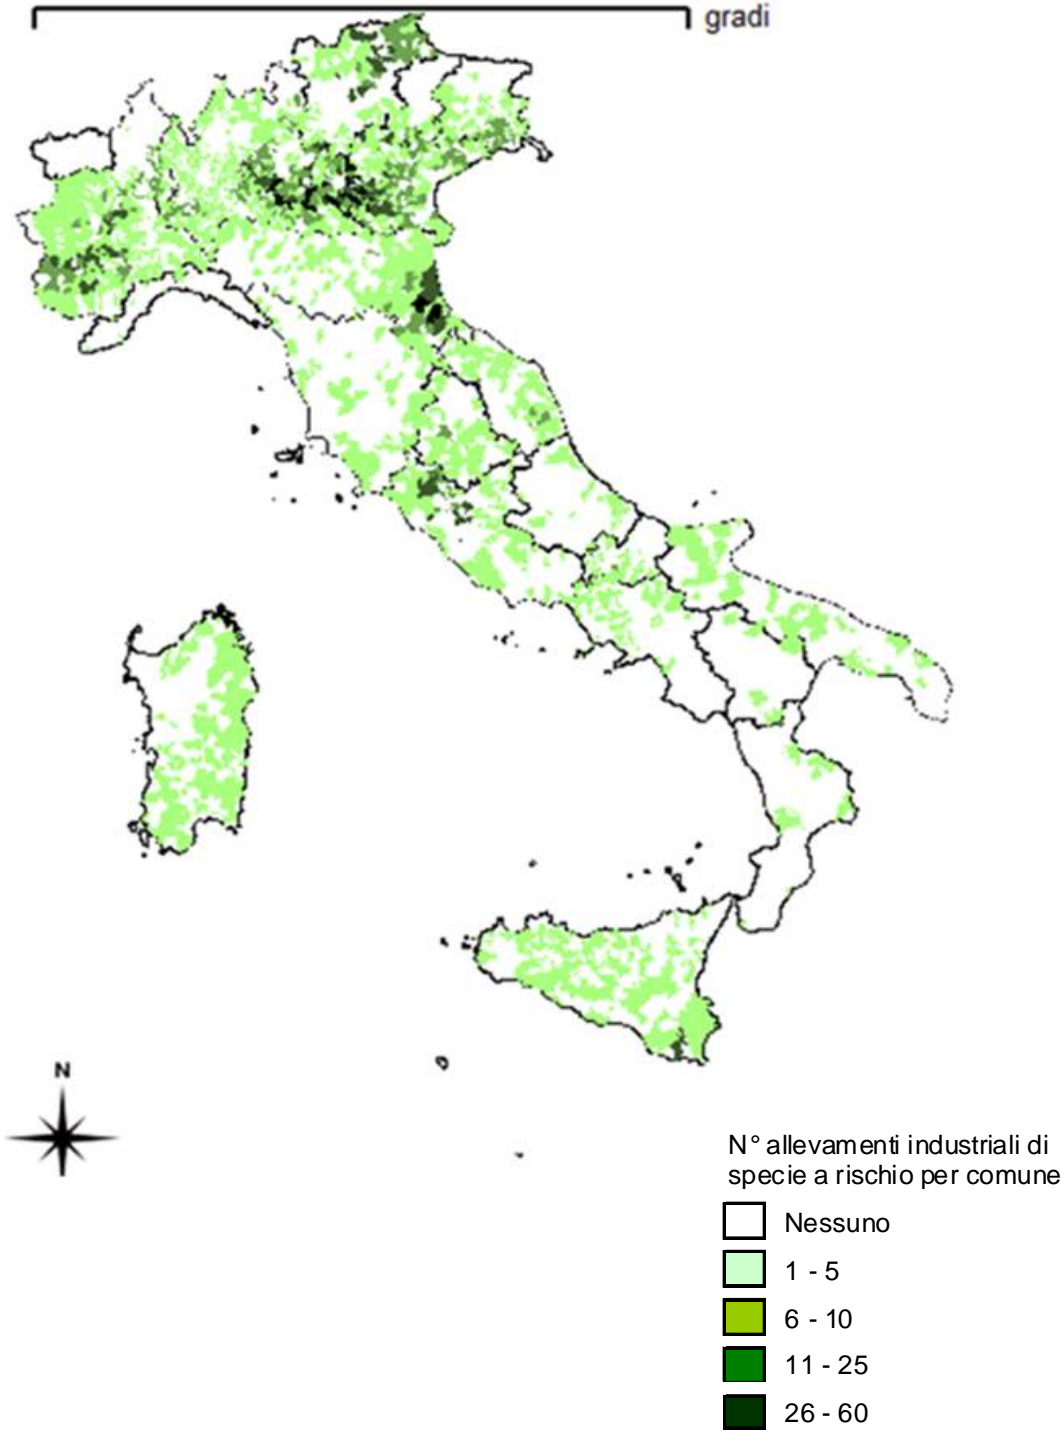 gradi
N
N° allevamenti industriali di
specie a rischio per comune
Nessuno
1 - 5
6 - 10
11 - 25
26 - 60